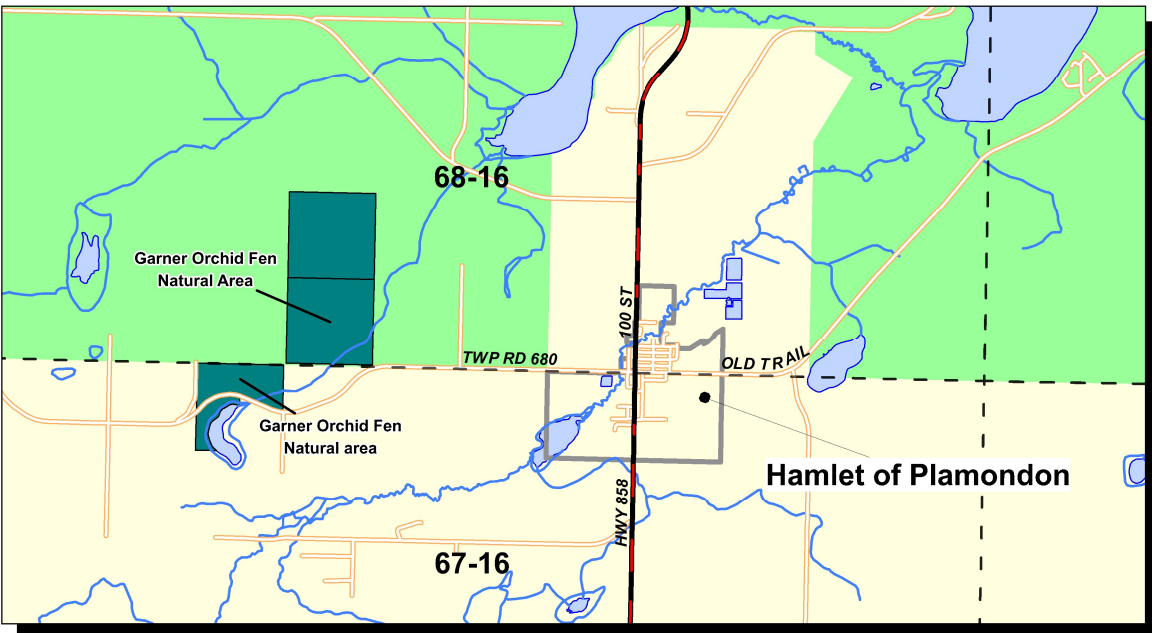 68-16
Garner Orchid Fen
Natural Area
100 ST
TWP RD 680
OLD TRAIL
Garner Orchid Fen
Natural area
Hamlet of Plamondon
HWY 858
67-16